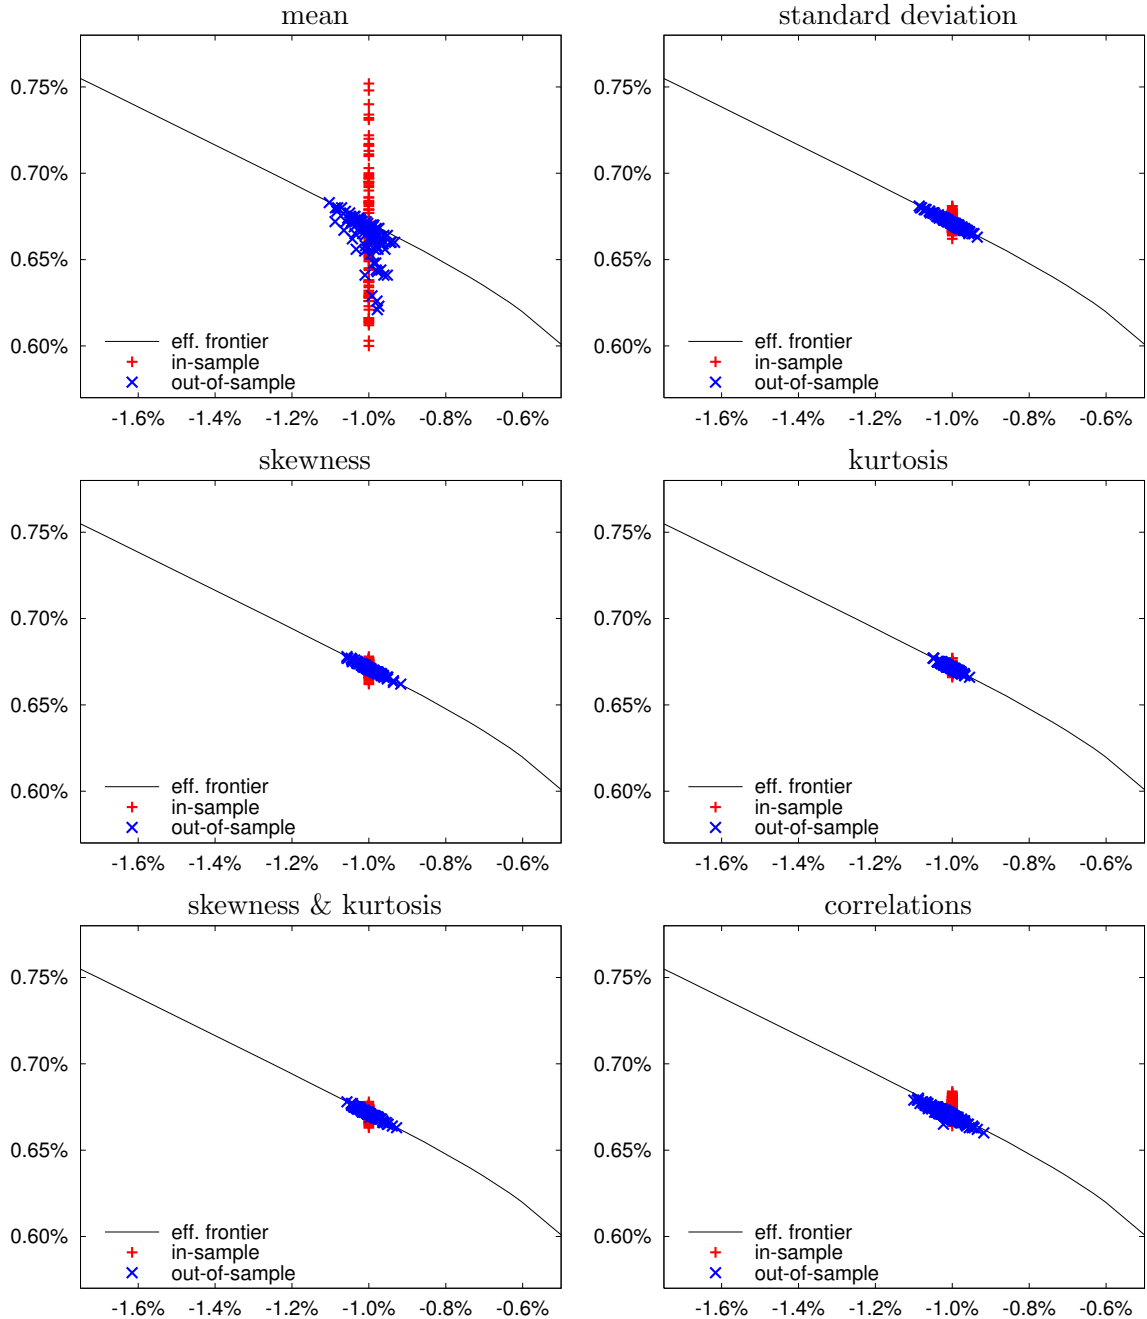 mean
0.75%
0.70%
0.65%
0.60%
eff. frontier
in-sample
out-of-sample
-1.6% -1.4% -1.2% -1.0% -0.8% -0.6%
standard deviation
0.75%
0.70%
0.65%
0.60%
eff. frontier
in-sample
out-of-sample
-1.6% -1.4% -1.2% -1.0% -0.8% -0.6%
skewness
0.75%
0.70%
0.65%
0.60%
eff. frontier
in-sample
out-of-sample
-1.6% -1.4% -1.2% -1.0% -0.8% -0.6%
kurtosis
0.75%
0.70%
0.65%
0.60%
eff. frontier
in-sample
out-of-sample
-1.6% -1.4% -1.2% -1.0% -0.8% -0.6%
skewness & kurtosis
0.75%
0.70%
0.65%
0.60%
eff. frontier
in-sample
out-of-sample
-1.6% -1.4% -1.2% -1.0% -0.8% -0.6%
correlations
0.75%
0.70%
0.65%
0.60%
eff. frontier
in-sample
out-of-sample
-1.6% -1.4% -1.2% -1.0% -0.8% -0.6%